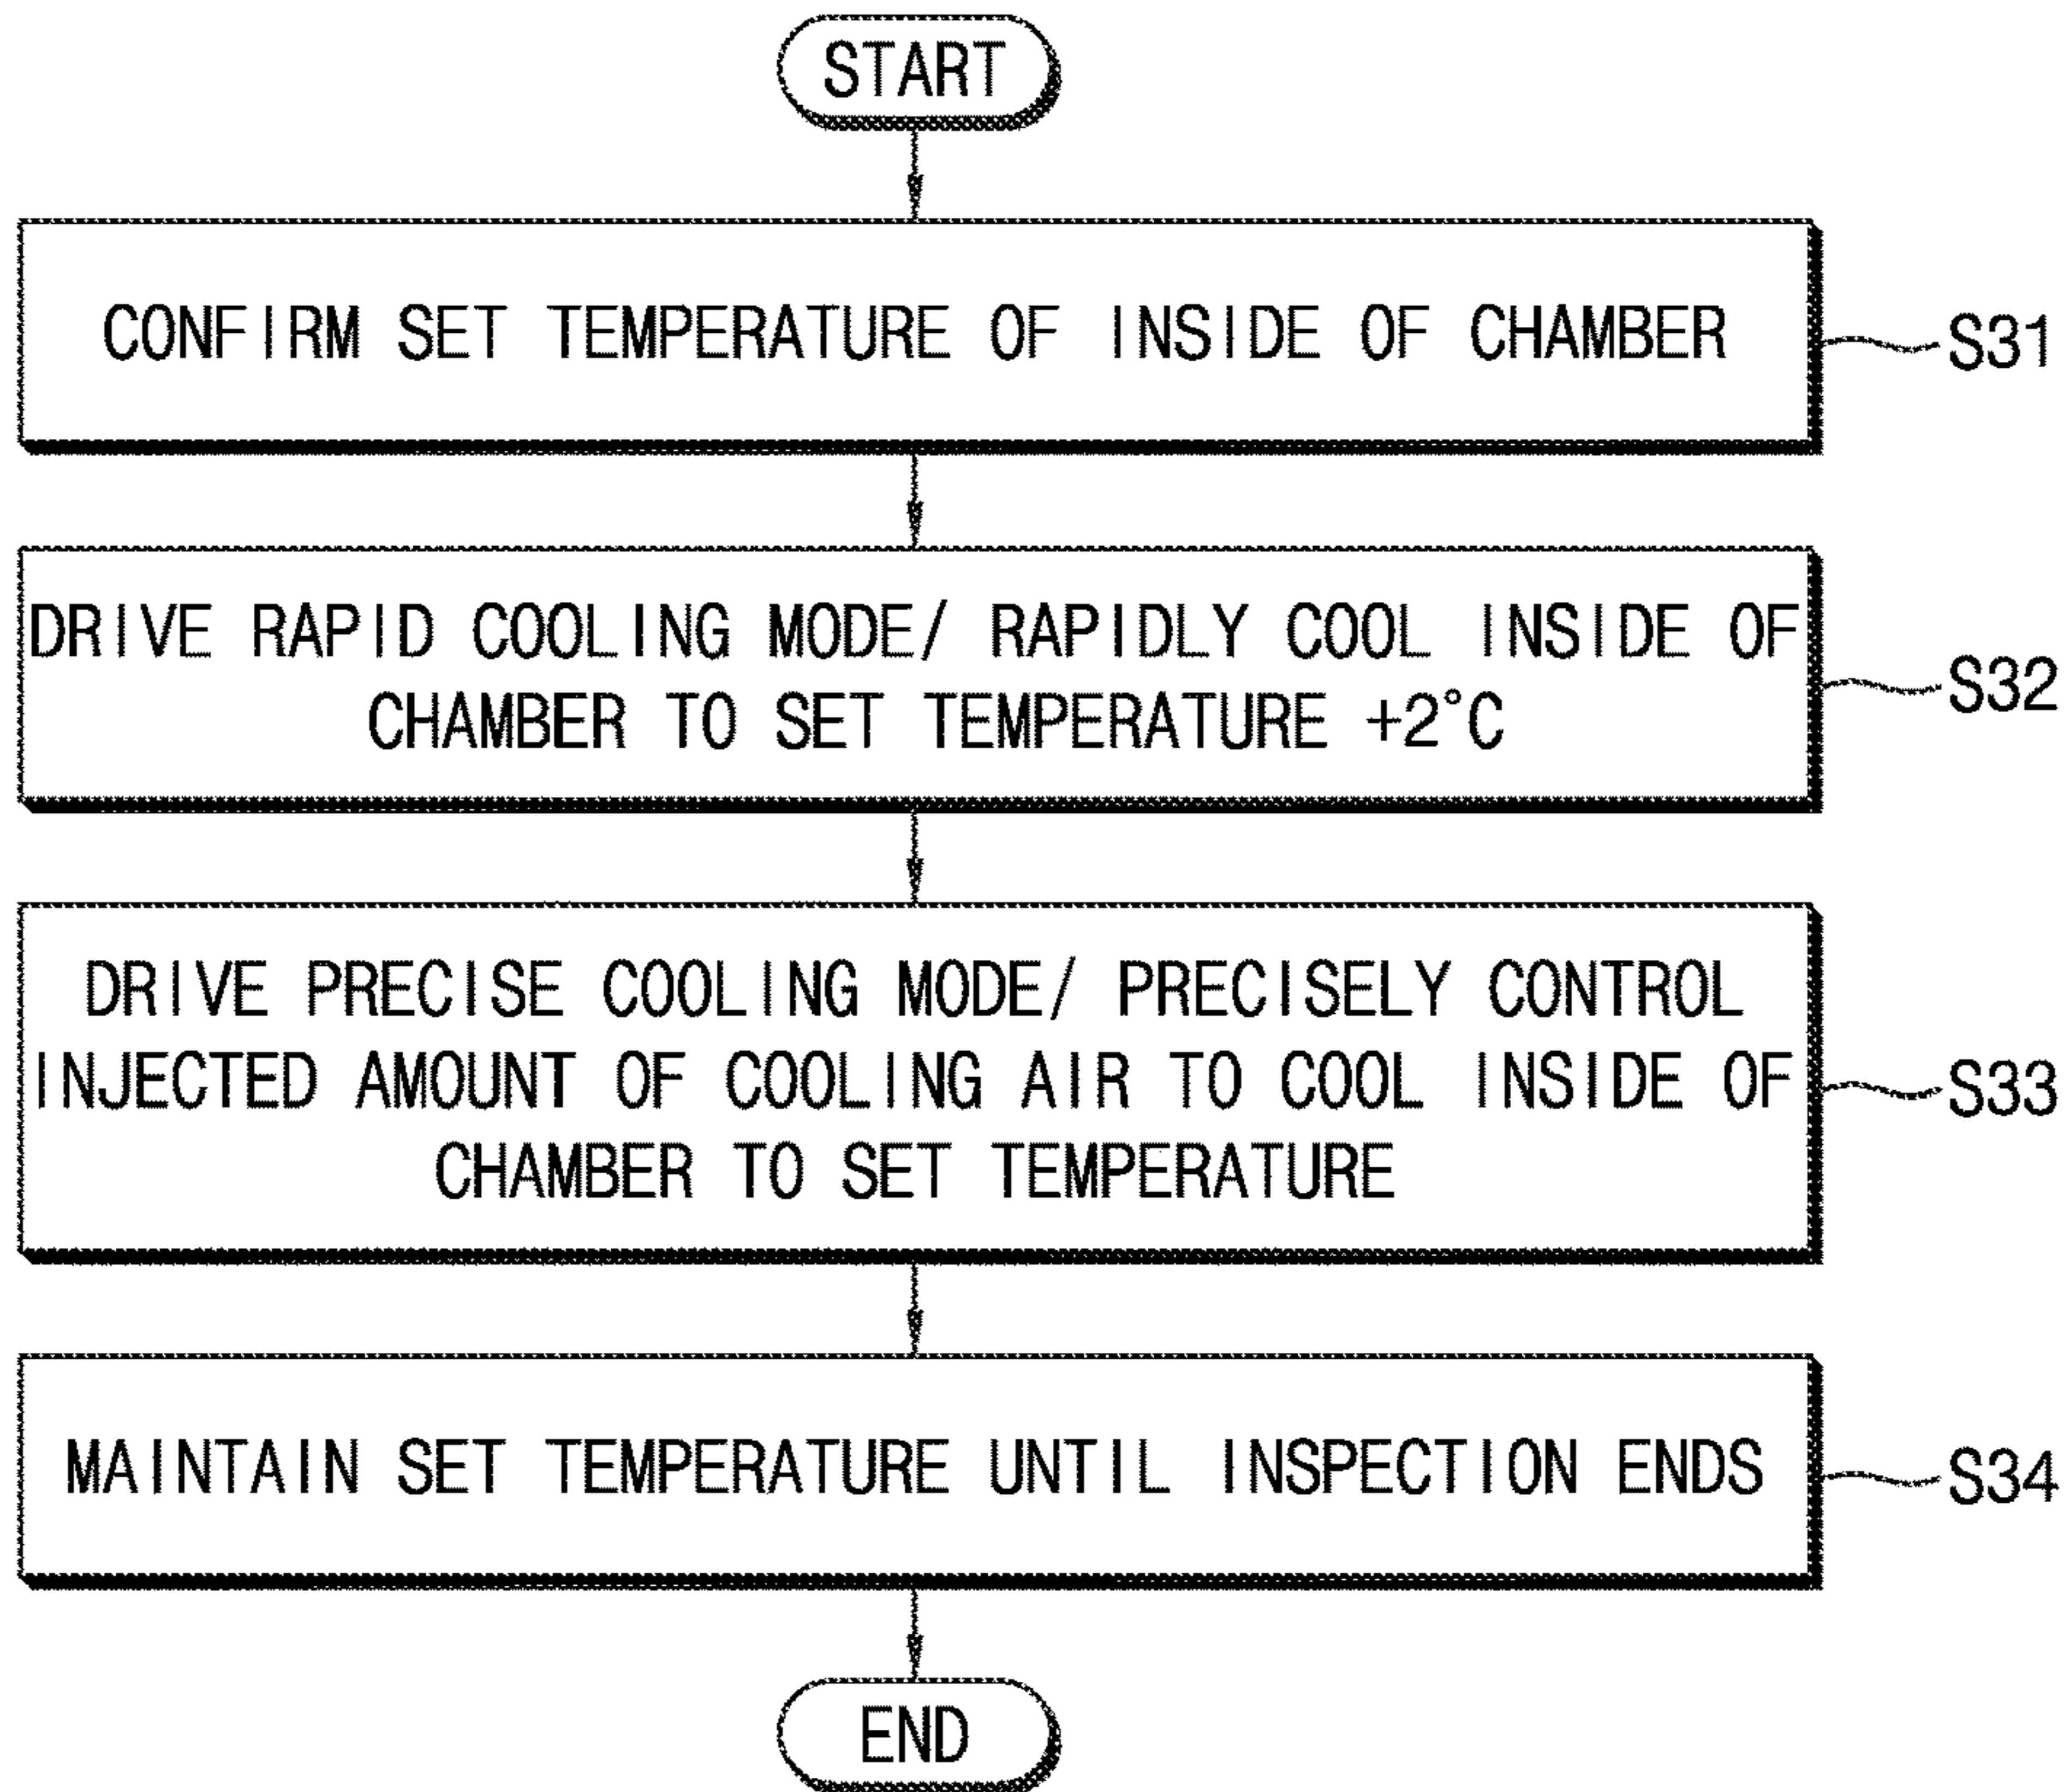 START
CONFIRM SET TEMPERATURE OF INSIDE OF CHAMBER
S31
DRIVE RAPID COOLING MODE/ RAPIDLY COOL INSIDE OF
CHAMBER TO SET TEMPERATURE +2°C
S32
DRIVE PRECISE COOLING MODE/ PRECISELY CONTROL
INJECTED AMOUNT OF COOLING AIR TO COOL INSIDE OF
CHAMBER TO SET TEMPERATURE
S33
MAINTAIN SET TEMPERATURE UNTIL INSPECTION ENDS
S34
END